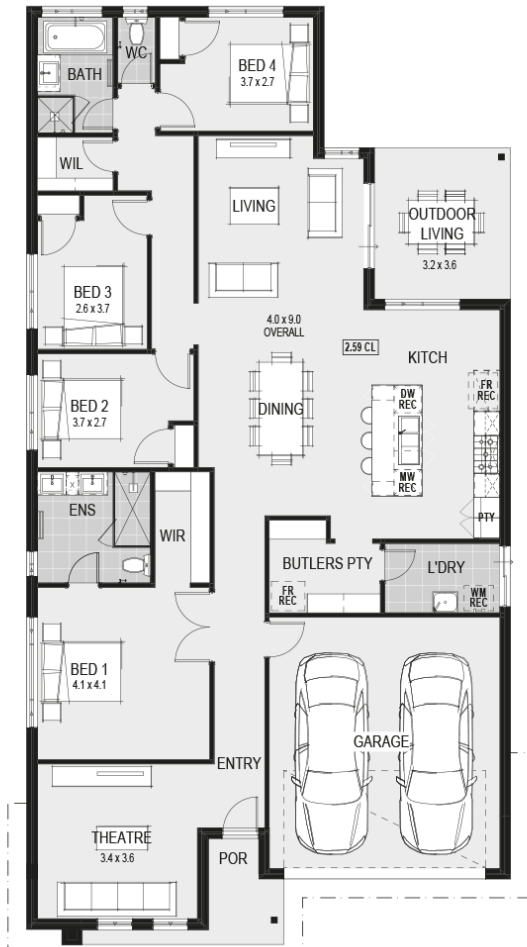 WC
BATH
BED 4
3.7 x 2.7
WIL
LIVING
OUTDOOR
LIVING
3.2 x 3.6
BED 3
2.6 x 3.7
4.0 x 9.0
OVERALL
2.59 CL
KITCH
FR
REC
DW
REC
BED 2
3.7 x 2.7
DINING
MW
REC
ENS
WIR
PTY
BUTLERS PTY
L'DRY
FR
REC
WM
REC
BED 1
4.1 x 4.1
GARAGE
ENTRY
THEATRE
3.4 x 3.6
POR